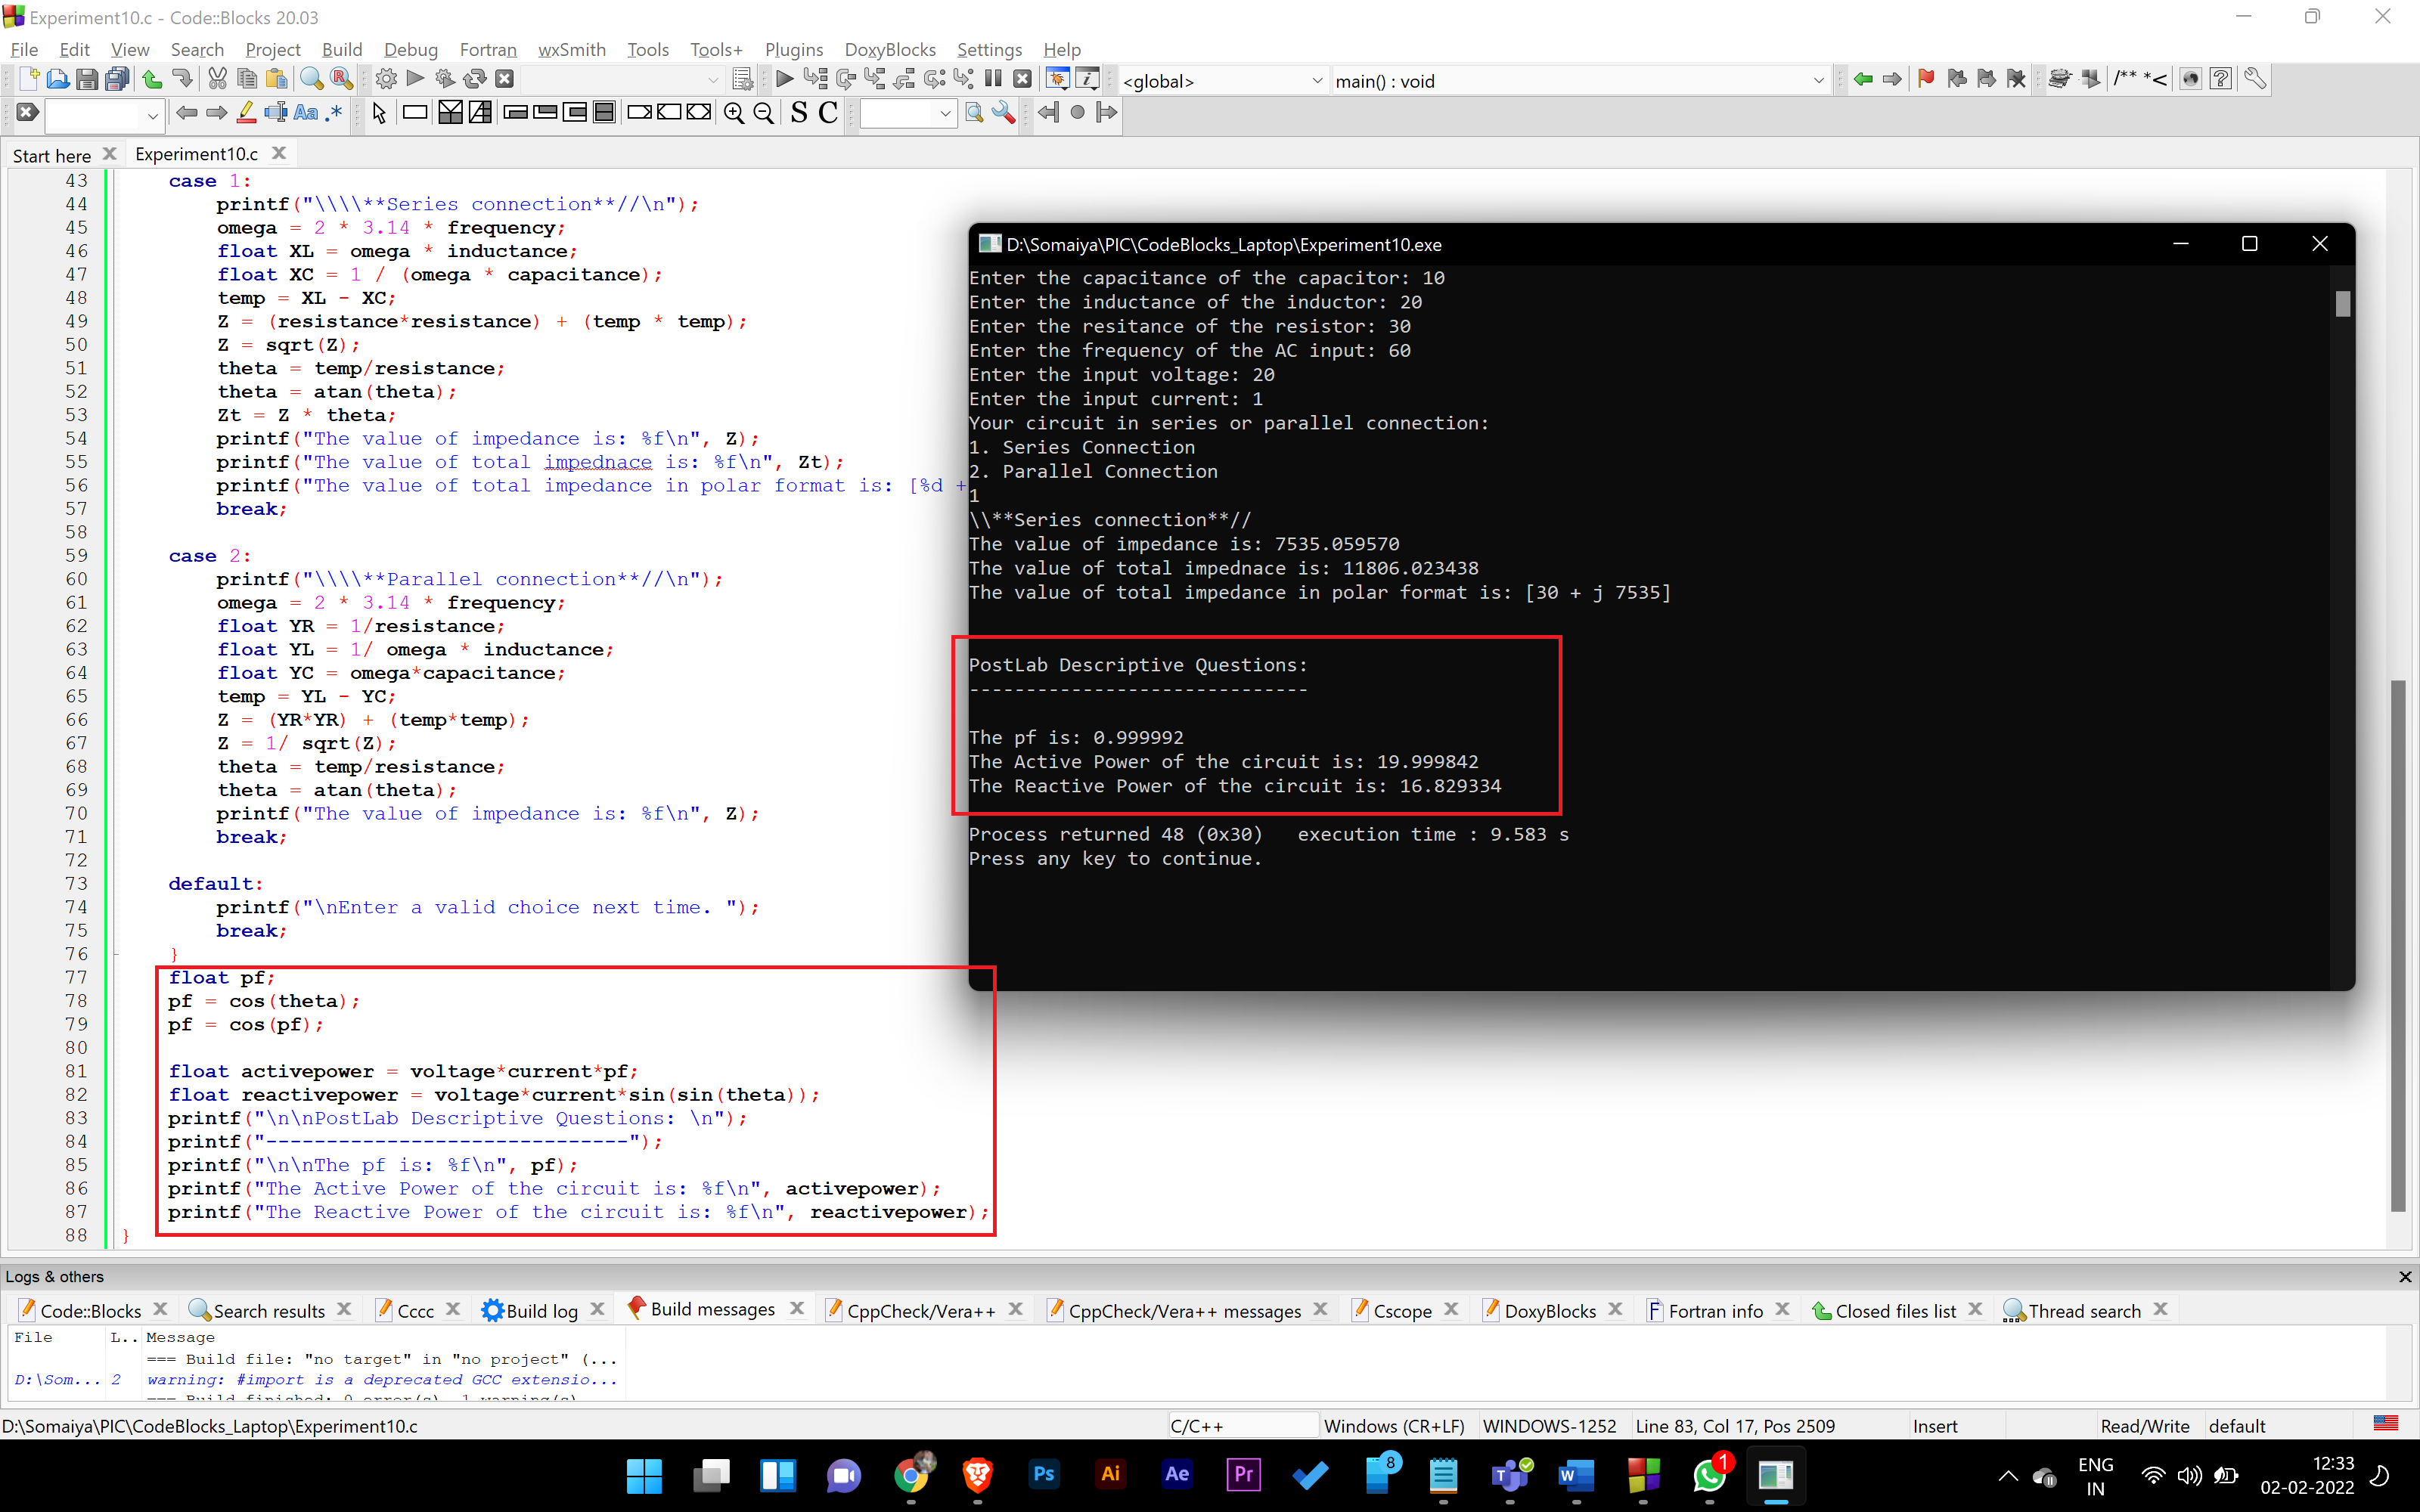 Experiment10.c - Code::Blocks 20.03
File Edit View Search Project Build Debug Fortran wxSmith Tools Tools+ Plugins DoxyBlocks Settings Help
<global> main() : void /** *<
Aa .* S C
Start here Experiment10.c
43 case 1:
44 printf("\\\\**Series connection**//\n");
45 omega = 2 * 3.14 * frequency;
46 float XL = omega * inductance;
47 float XC = 1 / (omega * capacitance);
48 temp = XL - XC;
49 Z = (resistance*resistance) + (temp * temp);
50 Z = sqrt(Z);
51 theta = temp/resistance;
52 theta = atan(theta);
53 Zt = Z * theta;
54 printf("The value of impedance is: %f\n", Z);
55 printf("The value of total impednace is: %f\n", Zt);
56 printf("The value of total impedance in polar format is: [%d +
57 break;
58
59 case 2:
60 printf("\\\\**Parallel connection**//\n");
61 omega = 2 * 3.14 * frequency;
62 float YR = 1/resistance;
63 float YL = 1/ omega * inductance;
64 float YC = omega*capacitance;
65 temp = YL - YC;
66 Z = (YR*YR) + (temp*temp);
67 Z = 1/ sqrt(Z);
68 theta = temp/resistance;
69 theta = atan(theta);
70 printf("The value of impedance is: %f\n", Z);
71 break;
72
73 default:
74 printf("\nEnter a valid choice next time. ");
75 break;
76 }
77 float pf;
78 pf = cos(theta);
79 pf = cos(pf);
80
81 float activepower = voltage*current*pf;
82 float reactivepower = voltage*current*sin(sin(theta));
83 printf("\n\nPostLab Descriptive Questions: \n");
84 printf("------------------------------");
85 printf("\n\nThe pf is: %f\n", pf);
86 printf("The Active Power of the circuit is: %f\n", activepower);
87 printf("The Reactive Power of the circuit is: %f\n", reactivepower);
88 }
D:\Somaiya\PIC\CodeBlocks_Laptop\Experiment10.exe
Enter the capacitance of the capacitor: 10
Enter the inductance of the inductor: 20
Enter the resitance of the resistor: 30
Enter the frequency of the AC input: 60
Enter the input voltage: 20
Enter the input current: 1
Your circuit in series or parallel connection:
1. Series Connection
2. Parallel Connection
1
\\**Series connection**//
The value of impedance is: 7535.059570
The value of total impednace is: 11806.023438
The value of total impedance in polar format is: [30 + j 7535]
PostLab Descriptive Questions:
------------------------------
The pf is: 0.999992
The Active Power of the circuit is: 19.999842
The Reactive Power of the circuit is: 16.829334
Process returned 48 (0x30) execution time : 9.583 s
Press any key to continue.
Logs & others
Code::Blocks Search results Cccc Build log Build messages CppCheck/Vera++ CppCheck/Vera++ messages Cscope DoxyBlocks Fortran info Closed files list Thread search
File L.. Message
=== Build file: "no target" in "no project" (...
D:\Som... 2 warning: #import is a deprecated GCC extensio...
=== Build finished: 0 error(s), 1 warning(s)
D:\Somaiya\PIC\CodeBlocks_Laptop\Experiment10.c C/C++ Windows (CR+LF) WINDOWS-1252 Line 83, Col 17, Pos 2509 Insert Read/Write default
Ps Ai Ae Pr 8 T W 1 ENG IN 12:33 02-02-2022